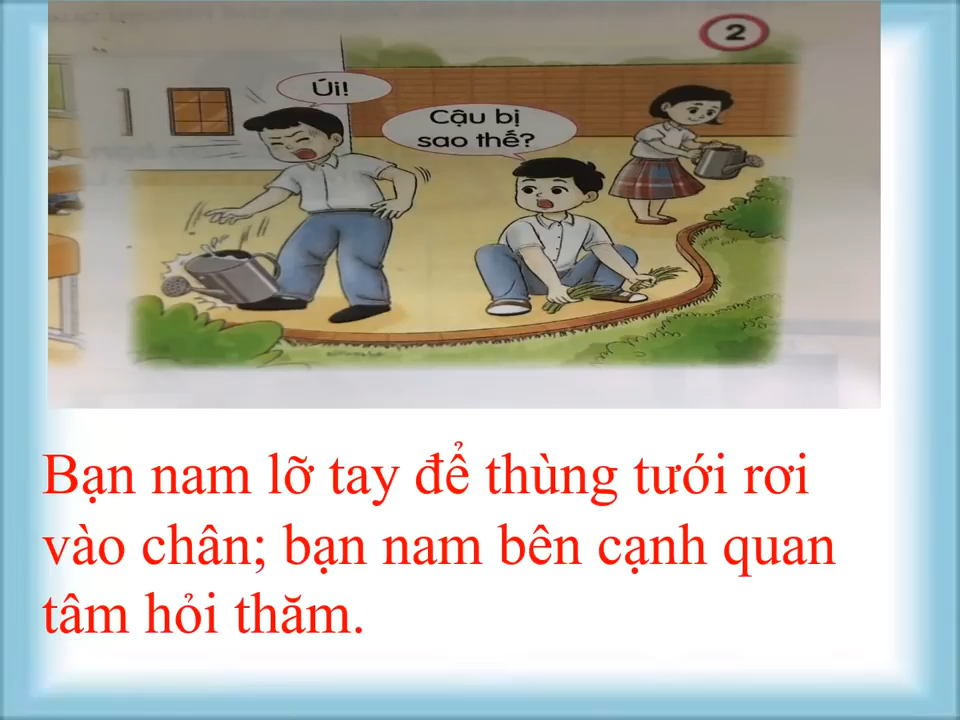 2
Úi!
Cậu bị
sao thế?
Bạn nam lỡ tay để thùng tưới rơi
vào chân; bạn nam bên cạnh quan
tâm hỏi thăm.